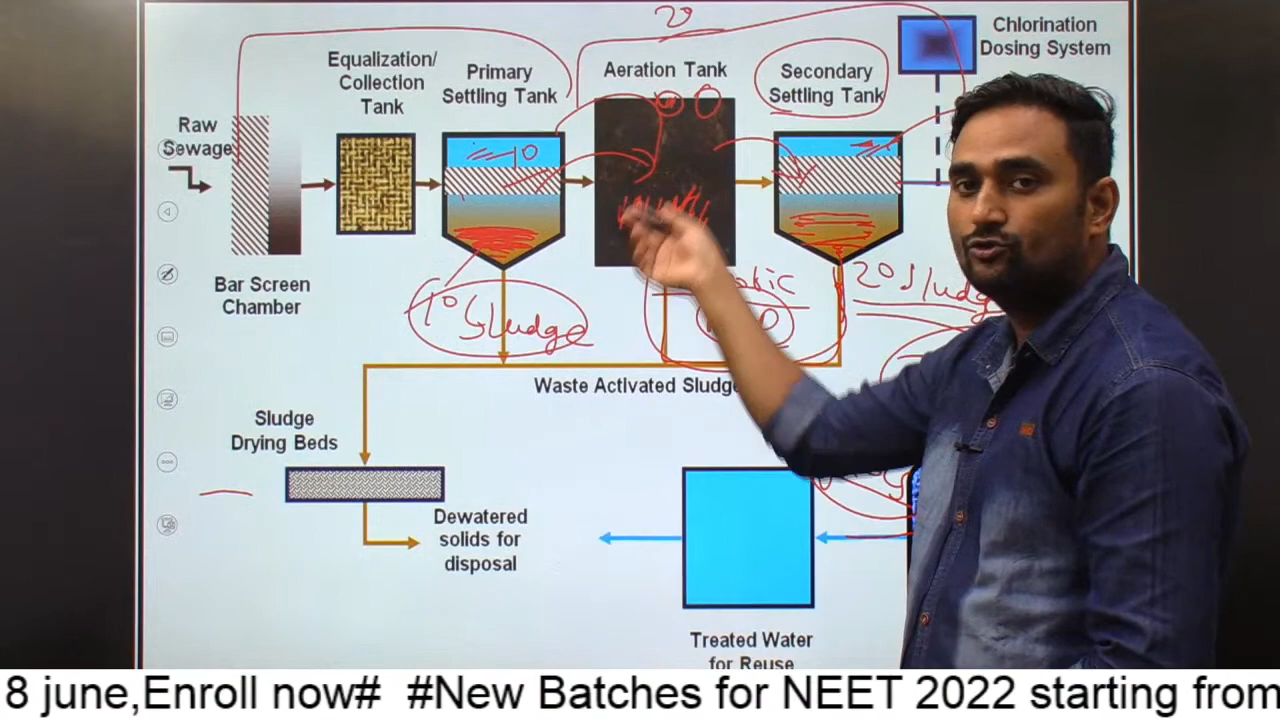 2°
Chlorination
Dosing System
Equalization/
Collection
Tank
Primary
Settling Tank
Aeration Tank
Secondary
Settling Tank
Raw
Sewage
10
Bar Screen
Chamber
1° Sludge
2° Sludge
Waste Activated Sludge
Sludge
Drying Beds
Dewatered
solids for
disposal
Treated Water
for Reuse
8 june,Enroll now# #New Batches for NEET 2022 starting from